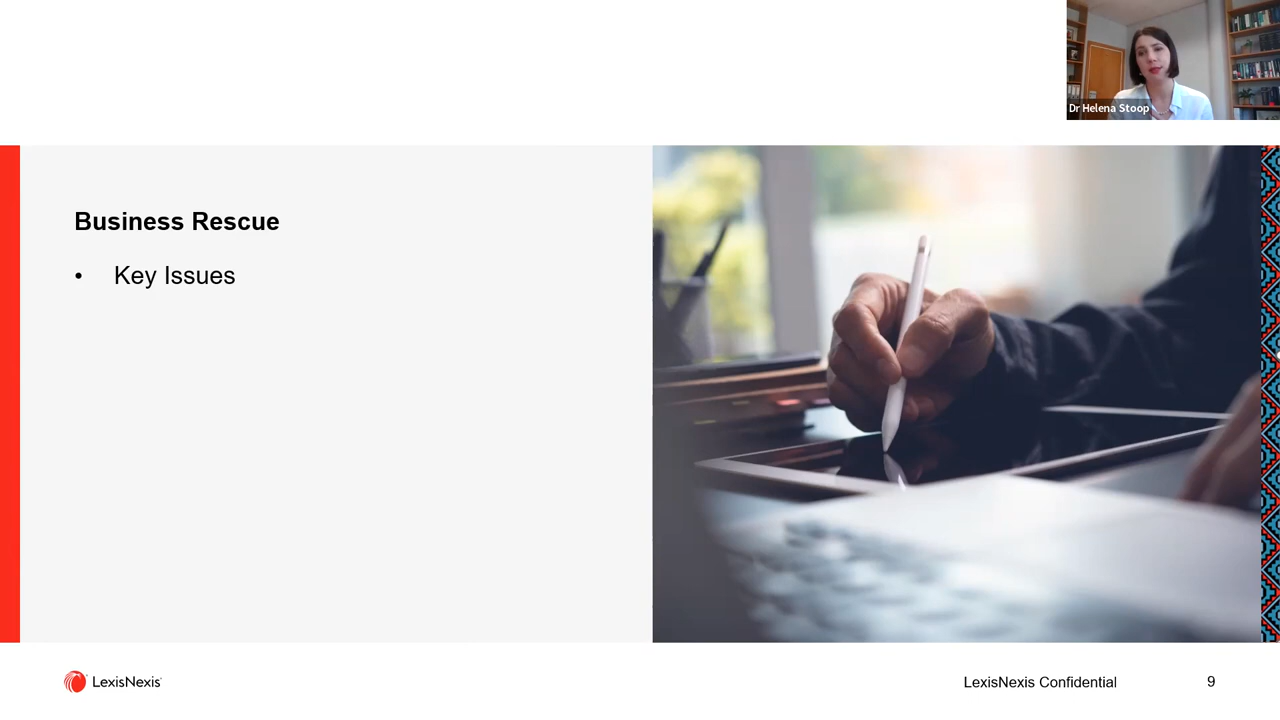 Dr Helena Stoop
Business Rescue
• Key Issues
LexisNexis
LexisNexis Confidential
9